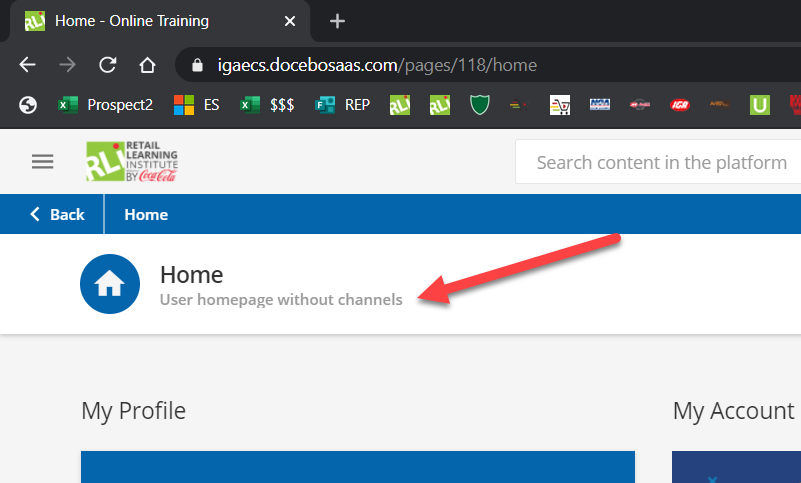 RLI
Home - Online Training
igaecs.docebosaas.com/pages/118/home
Prospect2
ES
$$$
REP
IGA
U
RLI
RETAIL
LEARNING
INSTITUTE
BY Coca-Cola
Search content in the platform
Back
Home
Home
User homepage without channels
My Profile
My Account